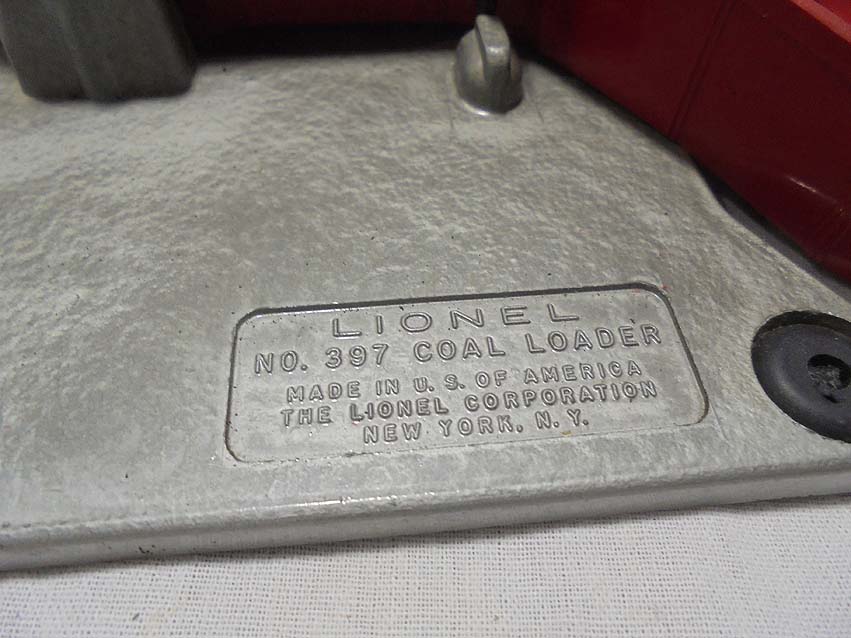 LIONEL
NO. 397 COAL LOADER
MADE IN U.S. OF AMERICA
THE LIONEL CORPORATION
NEW YORK, N.Y.